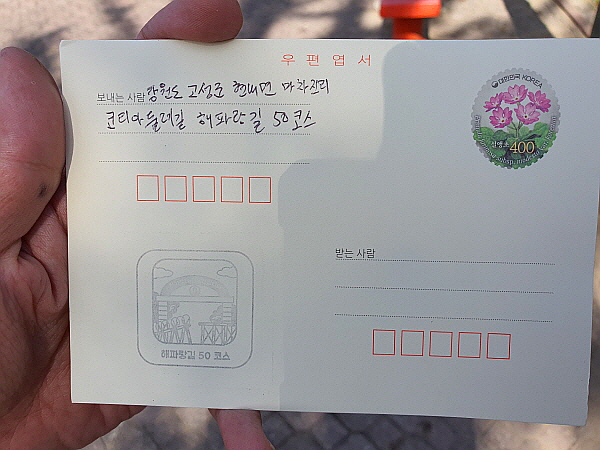 우편엽서
대한민국 KOREA
400
보내는 사람 강원도 고성군 현내면 마차진리
코리아둘레길 해파랑길 50코스
받는 사람
해파랑길 50 코스